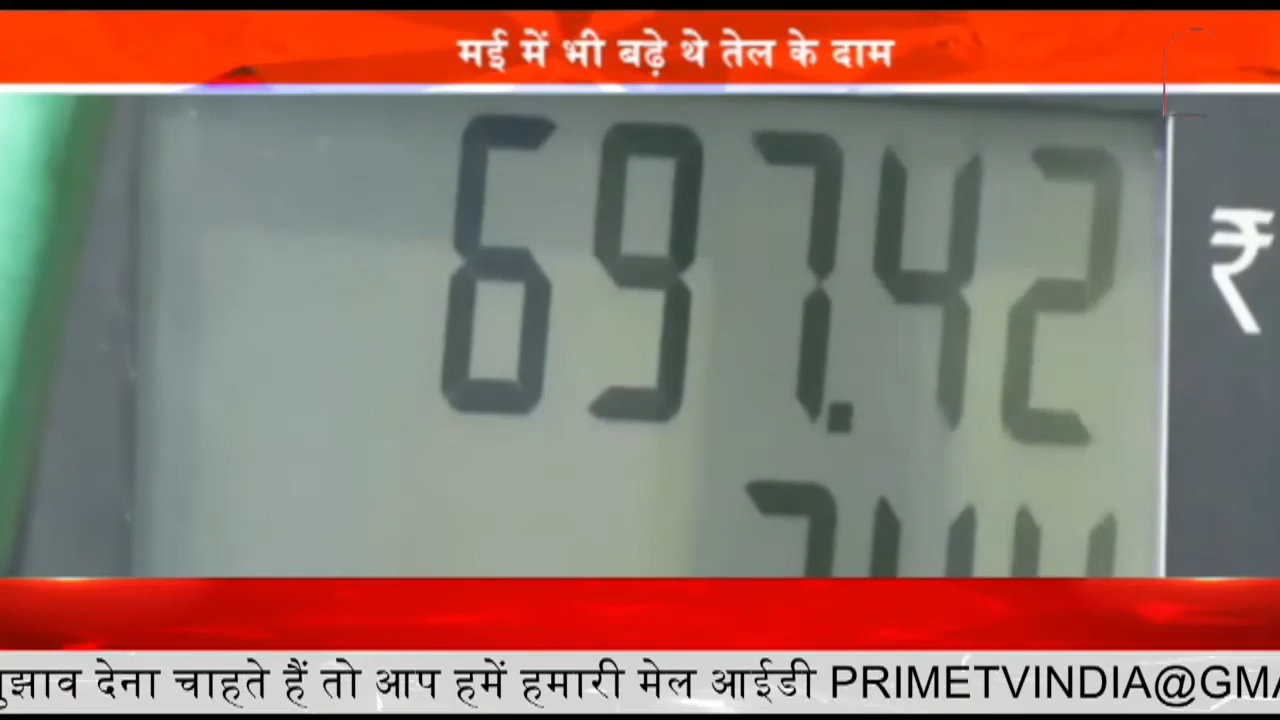 मई में भी बढ़े थे तेल के दाम
697.42
₹
सुझाव देना चाहते हैं तो आप हमें हमारी मेल आईडी PRIMETVINDIA@GMA